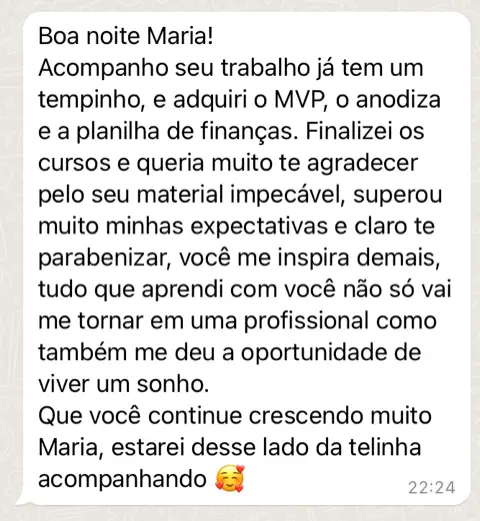 Boa noite Maria!
Acompanho seu trabalho já tem um
tempinho, e adquiri o MVP, o anodiza
e a planilha de finanças. Finalizei os
cursos e queria muito te agradecer
pelo seu material impecável, superou
muito minhas expectativas e claro te
parabenizar, você me inspira demais,
tudo que aprendi com você não só vai
me tornar em uma profissional como
também me deu a oportunidade de
viver um sonho.
Que você continue crescendo muito
Maria, estarei desse lado da telinha
acompanhando 🥰
22:24